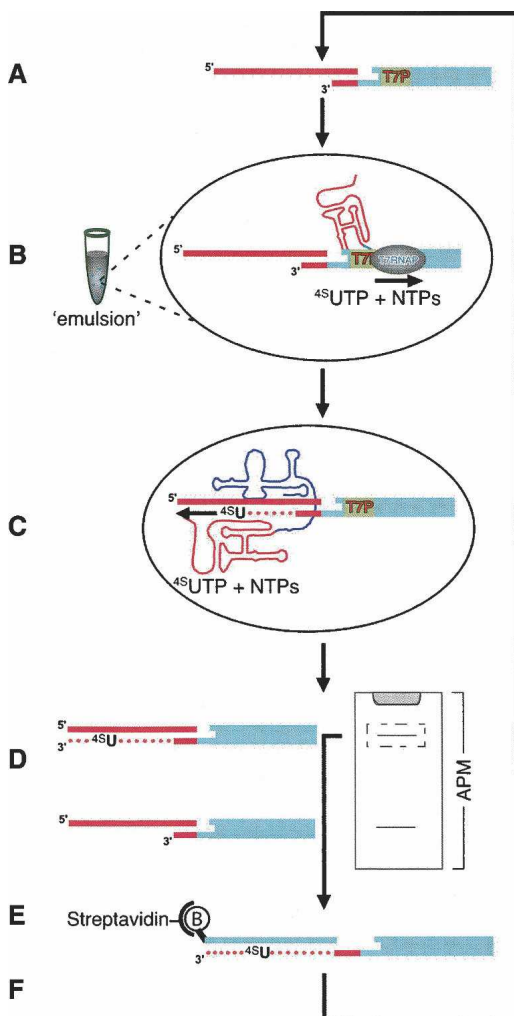 A
5'
3'
T7P
B
5'
3'
T7
T7RNAP
4SUTP + NTPs
'emulsion'
C
5'
4SU
T7P
4SUTP + NTPs
D
5'
3'
4SU
5'
3'
APM
E
Streptavidin
B
3'
4SU
F